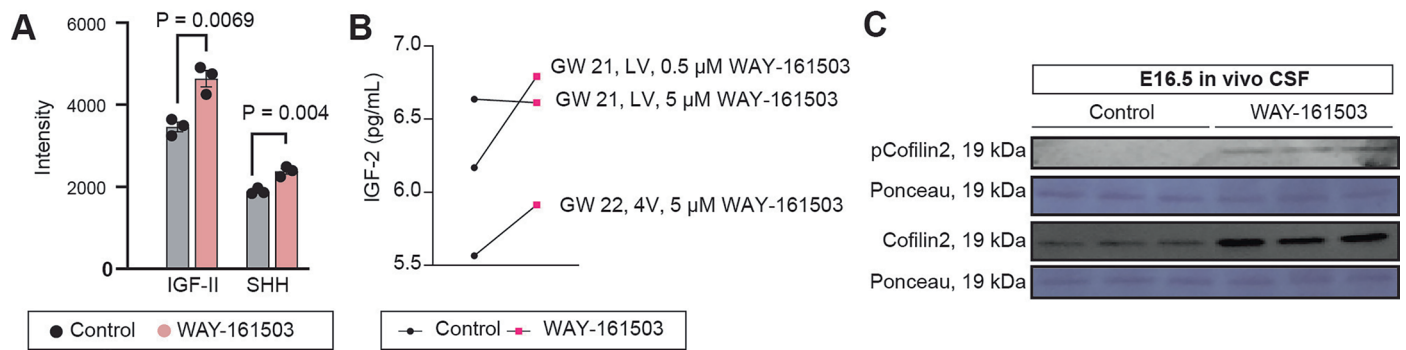 A
6000
4000
2000
0
Intensity
P = 0.0069
P = 0.004
IGF-II
SHH
Control
WAY-161503
B
7.0
6.5
6.0
5.5
IGF-2 (pg/mL)
GW 21, LV, 0.5 µM WAY-161503
GW 21, LV, 5 µM WAY-161503
GW 22, 4V, 5 µM WAY-161503
Control
WAY-161503
C
E16.5 in vivo CSF
Control
WAY-161503
pCofilin2, 19 kDa
Ponceau, 19 kDa
Cofilin2, 19 kDa
Ponceau, 19 kDa